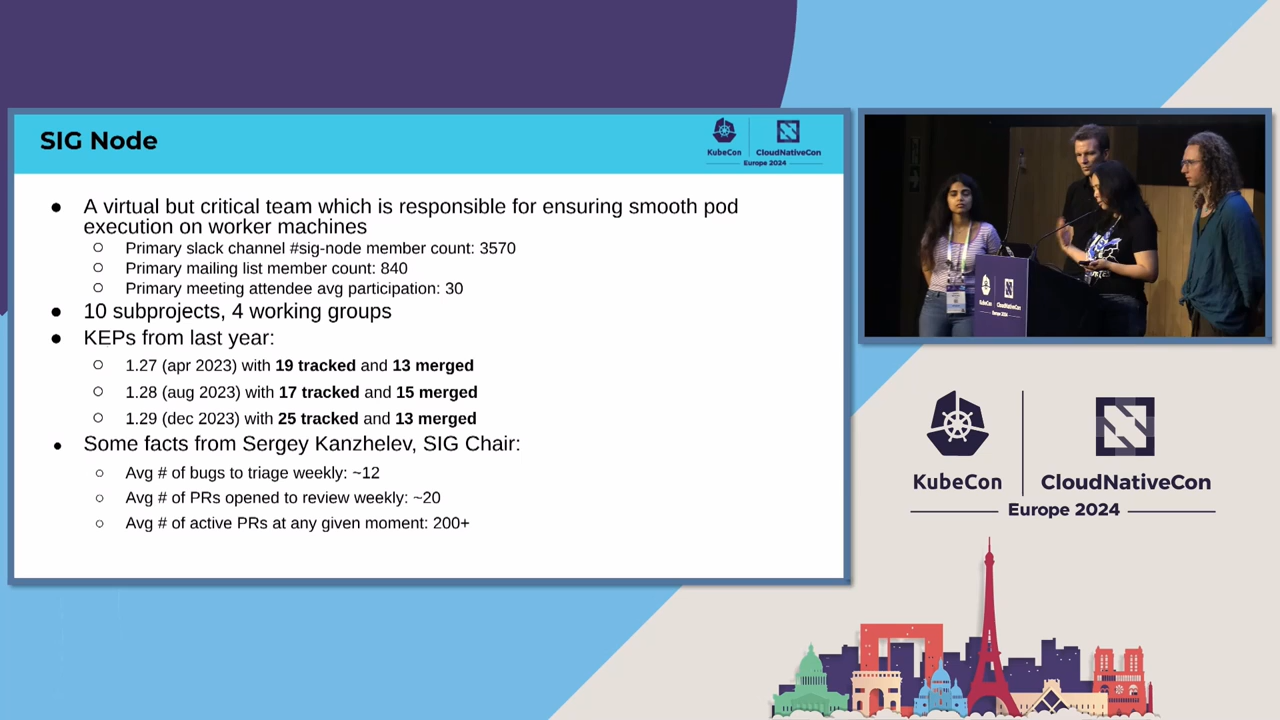 SIG Node
KubeCon
CloudNativeCon
Europe 2024
● A virtual but critical team which is responsible for ensuring smooth pod
execution on worker machines
○ Primary slack channel #sig-node member count: 3570
○ Primary mailing list member count: 840
○ Primary meeting attendee avg participation: 30
● 10 subprojects, 4 working groups
● KEPs from last year:
○ 1.27 (apr 2023) with 19 tracked and 13 merged
○ 1.28 (aug 2023) with 17 tracked and 15 merged
○ 1.29 (dec 2023) with 25 tracked and 13 merged
● Some facts from Sergey Kanzhelev, SIG Chair:
○ Avg # of bugs to triage weekly: ~12
○ Avg # of PRs opened to review weekly: ~20
○ Avg # of active PRs at any given moment: 200+
KubeCon
CloudNativeCon
Europe 2024